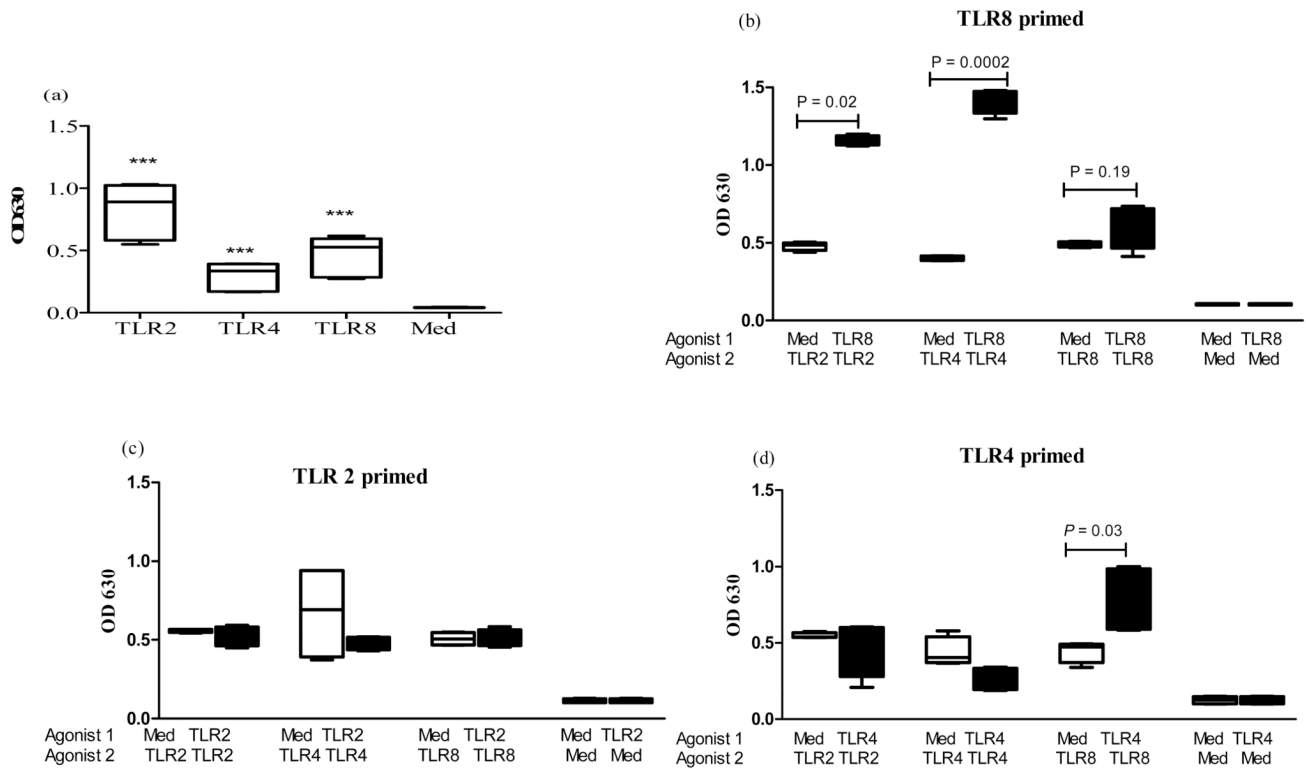 (a)
1.5
1.0
0.5
0.0
OD630
***
***
***
TLR2 TLR4 TLR8 Med
(b)
TLR8 primed
1.5
1.0
0.5
0.0
OD 630
P = 0.02
P = 0.0002
P = 0.19
Agonist 1 Med TLR8 Med TLR8 Med TLR8 Med TLR8
Agonist 2 TLR2 TLR2 TLR4 TLR4 TLR8 TLR8 Med Med
(c)
TLR 2 primed
1.5
1.0
0.5
0.0
OD 630
Agonist 1 Med TLR2 Med TLR2 Med TLR2 Med TLR2
Agonist 2 TLR2 TLR2 TLR4 TLR4 TLR8 TLR8 Med Med
(d)
TLR4 primed
1.5
1.0
0.5
0.0
OD 630
P = 0.03
Agonist 1 Med TLR4 Med TLR4 Med TLR4 Med TLR4
Agonist 2 TLR2 TLR2 TLR4 TLR4 TLR8 TLR8 Med Med